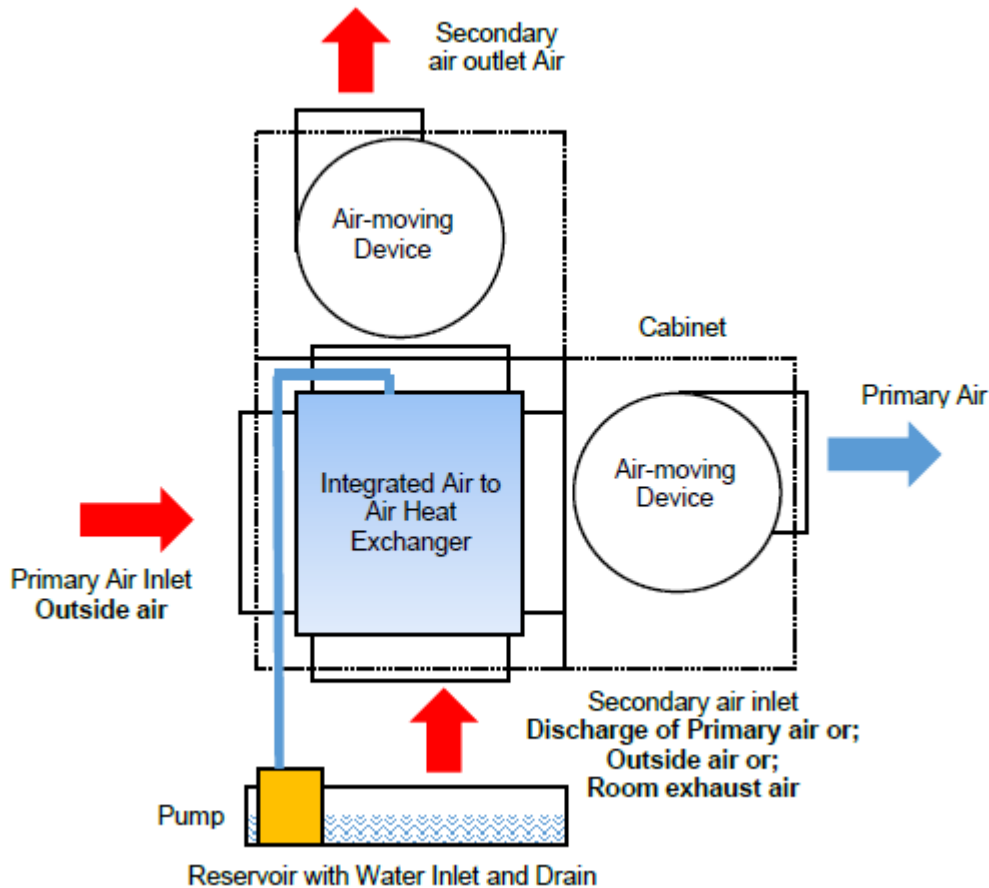 Secondary
air outlet Air
Air-moving
Device
Cabinet
Primary Air
Integrated Air to
Air Heat
Exchanger
Air-moving
Device
Primary Air Inlet
Outside air
Secondary air inlet
Discharge of Primary air or;
Outside air or;
Room exhaust air
Pump
Reservoir with Water Inlet and Drain